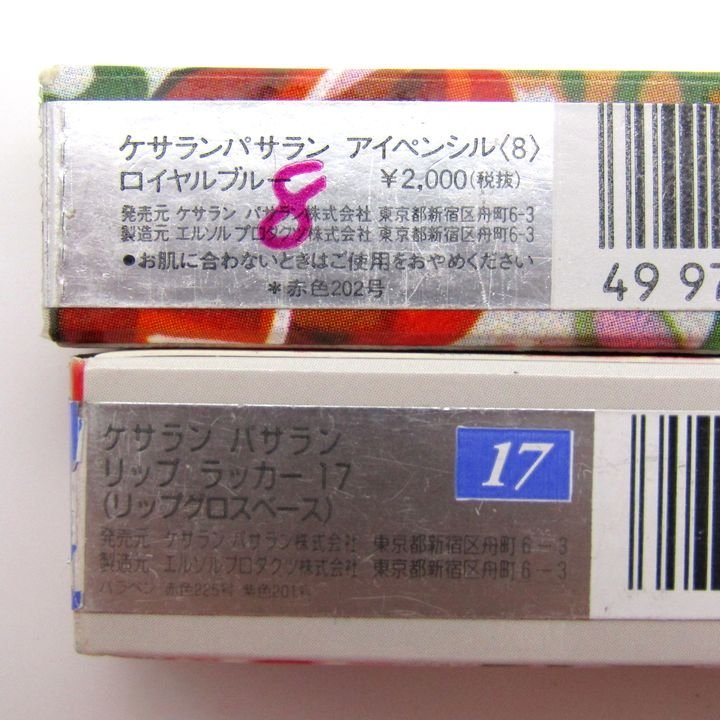 ケサランパサラン アイペンシル〈8〉
ロイヤルブルー ¥2,000(税抜)
8
発売元 ケサラン パサラン株式会社 東京都新宿区舟町6-3
製造元 エルソルプロダクツ株式会社 東京都新宿区舟町6-3
●お肌に合わないときはご使用をおやめください
*赤色202号
49 97
ケサラン パサラン
リップ ラッカー 17
(リップグロスベース)
17
発売元 ケサラン パサラン株式会社 東京都新宿区舟町6-3
製造元 エルソルプロダクツ株式会社 東京都新宿区舟町6-3
パラベン 赤色225号 紫色201号